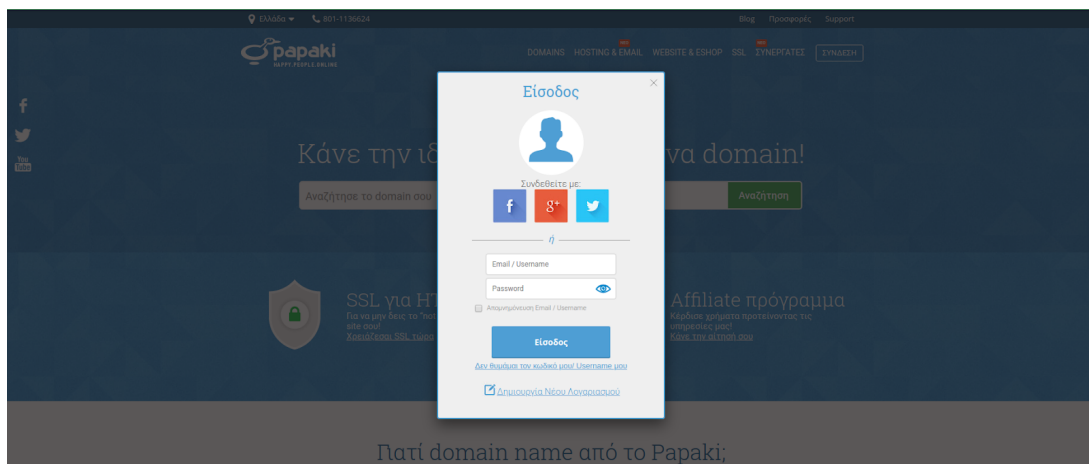 Ελλάδα
801-1136624
Blog Προσφορές Support
papaki
HAPPY.PEOPLE.ONLINE
DOMAINS HOSTING & EMAIL WEBSITE & ESHOP SSL ΣΥΝΕΡΓΑΤΕΣ ΣΥΝΔΕΣΗ
You
Tube
Κάνε την ιδ
να domain!
Αναζήτησε το domain σου
Αναζήτηση
Είσοδος
Συνδεθείτε με:
f g+
ή
Email / Username
Password
Απομνημόνευση Email / Username
Είσοδος
Δεν θυμάμαι τον κωδικό μου/ Username μου
Δημιουργία Νέου Λογαριασμού
SSL για HT
Για να μην δεις το "not
site σου!
Χρειάζεσαι SSL τώρα
Affiliate πρόγραμμα
Κέρδισε χρήματα προτείνοντας τις
υπηρεσίες μας!
Κάνε την αίτηση σου
Γιατί domain name από το Papaki;